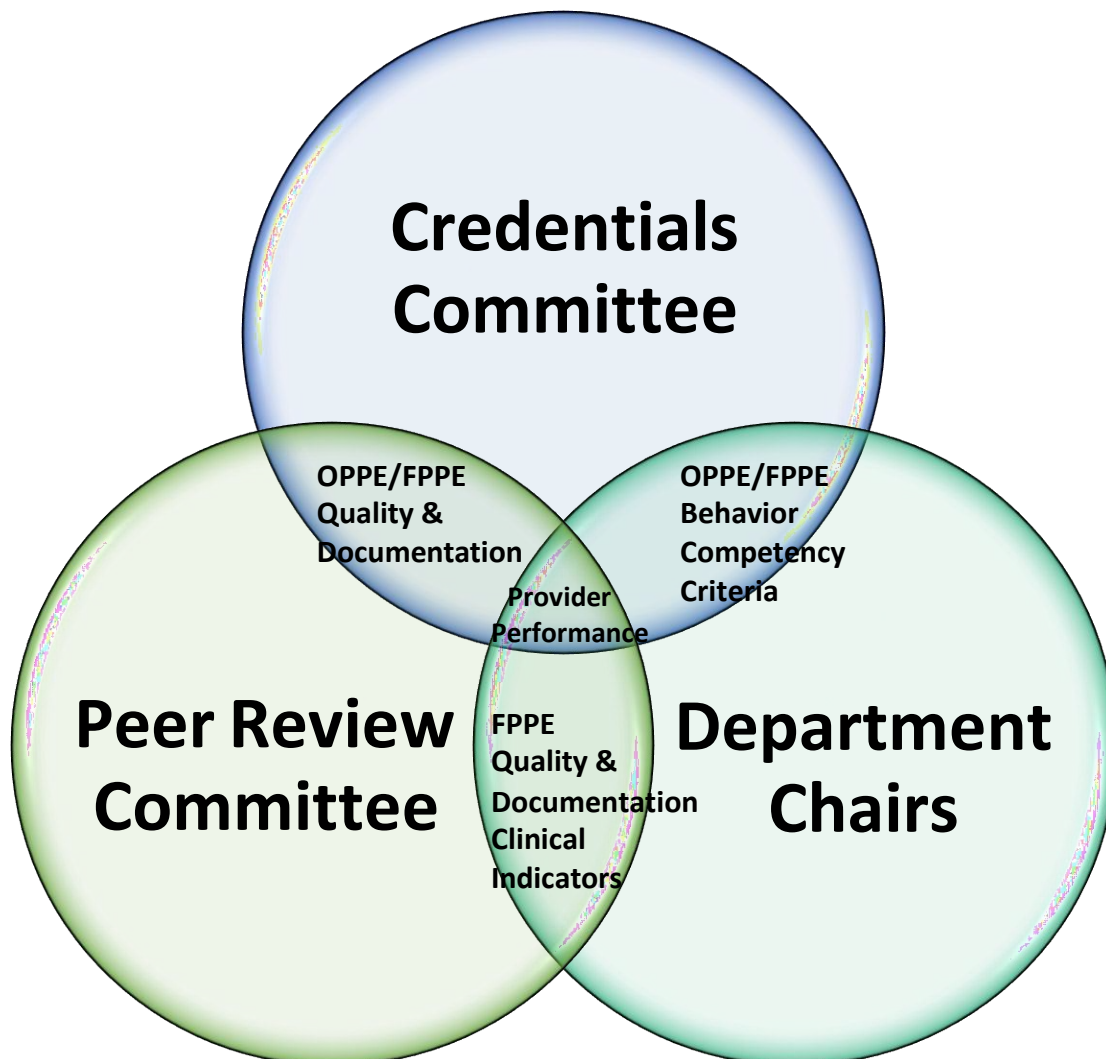 Credentials
Committee
OPPE/FPPE
Quality &
Documentation
OPPE/FPPE
Behavior
Competency
Criteria
Provider
Performance
Peer Review
Committee
FPPE
Quality &
Documentation
Clinical
Indicators
Department
Chairs